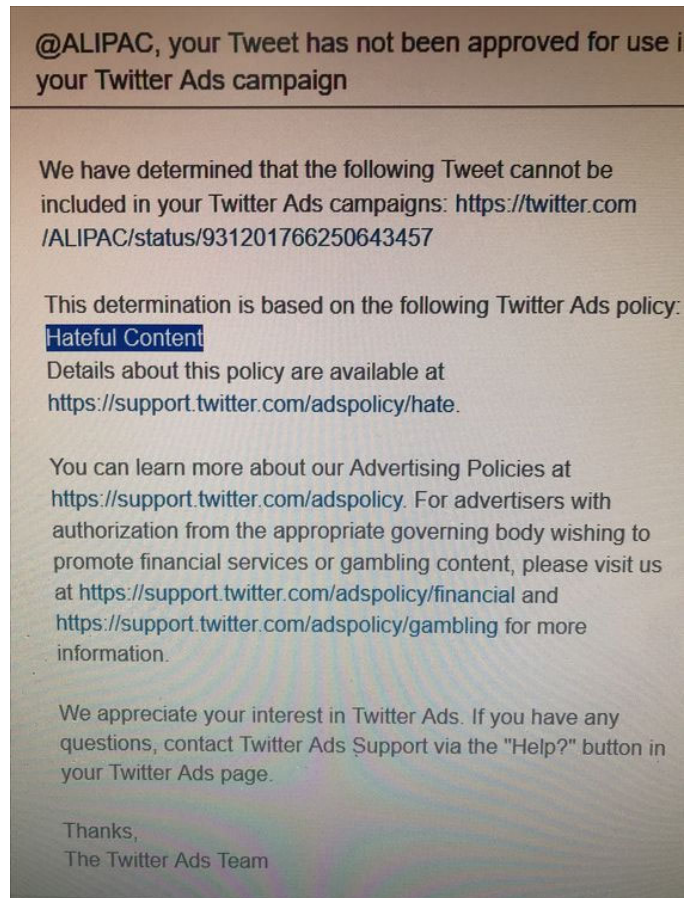 @ALIPAC, your Tweet has not been approved for use i
your Twitter Ads campaign
We have determined that the following Tweet cannot be
included in your Twitter Ads campaigns: https://twitter.com
/ALIPAC/status/931201766250643457
This determination is based on the following Twitter Ads policy:
Hateful Content
Details about this policy are available at
https://support.twitter.com/adspolicy/hate.
You can learn more about our Advertising Policies at
https://support.twitter.com/adspolicy. For advertisers with
authorization from the appropriate governing body wishing to
promote financial services or gambling content, please visit us
at https://support.twitter.com/adspolicy/financial and
https://support.twitter.com/adspolicy/gambling for more
information.
We appreciate your interest in Twitter Ads. If you have any
questions, contact Twitter Ads Support via the "Help?" button in
your Twitter Ads page.
Thanks,
The Twitter Ads Team